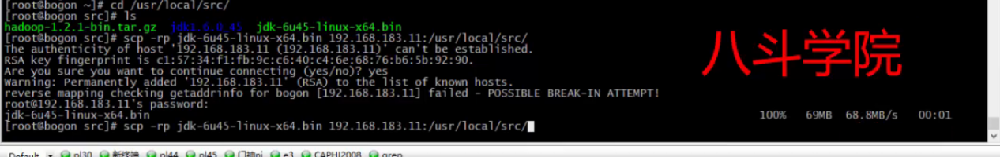 [root@bogon ~]# cd /usr/local/src/
[root@bogon src]# ls
hadoop-1.2.1-bin.tar.gz jdk1.6.0_45 jdk-6u45-linux-x64.bin
[root@bogon src]# scp -rp jdk-6u45-linux-x64.bin 192.168.183.11:/usr/local/src/
The authenticity of host '192.168.183.11 (192.168.183.11)' can't be established.
RSA key fingerprint is c1:57:34:f1:fb:9c:c6:40:c4:6e:68:76:b6:5b:92:90.
Are you sure you want to continue connecting (yes/no)? yes
Warning: Permanently added '192.168.183.11' (RSA) to the list of known hosts.
reverse mapping checking getaddrinfo for bogon [192.168.183.11] failed - POSSIBLE BREAK-IN ATTEMPT!
root@192.168.183.11's password:
jdk-6u45-linux-x64.bin 100% 69MB 68.8MB/s 00:01
[root@bogon src]# scp -rp jdk-6u45-linux-x64.bin 192.168.183.11:/usr/local/src/
八斗学院
Default pl30 新终端 pl44 pl45 e3 CAPHI2008